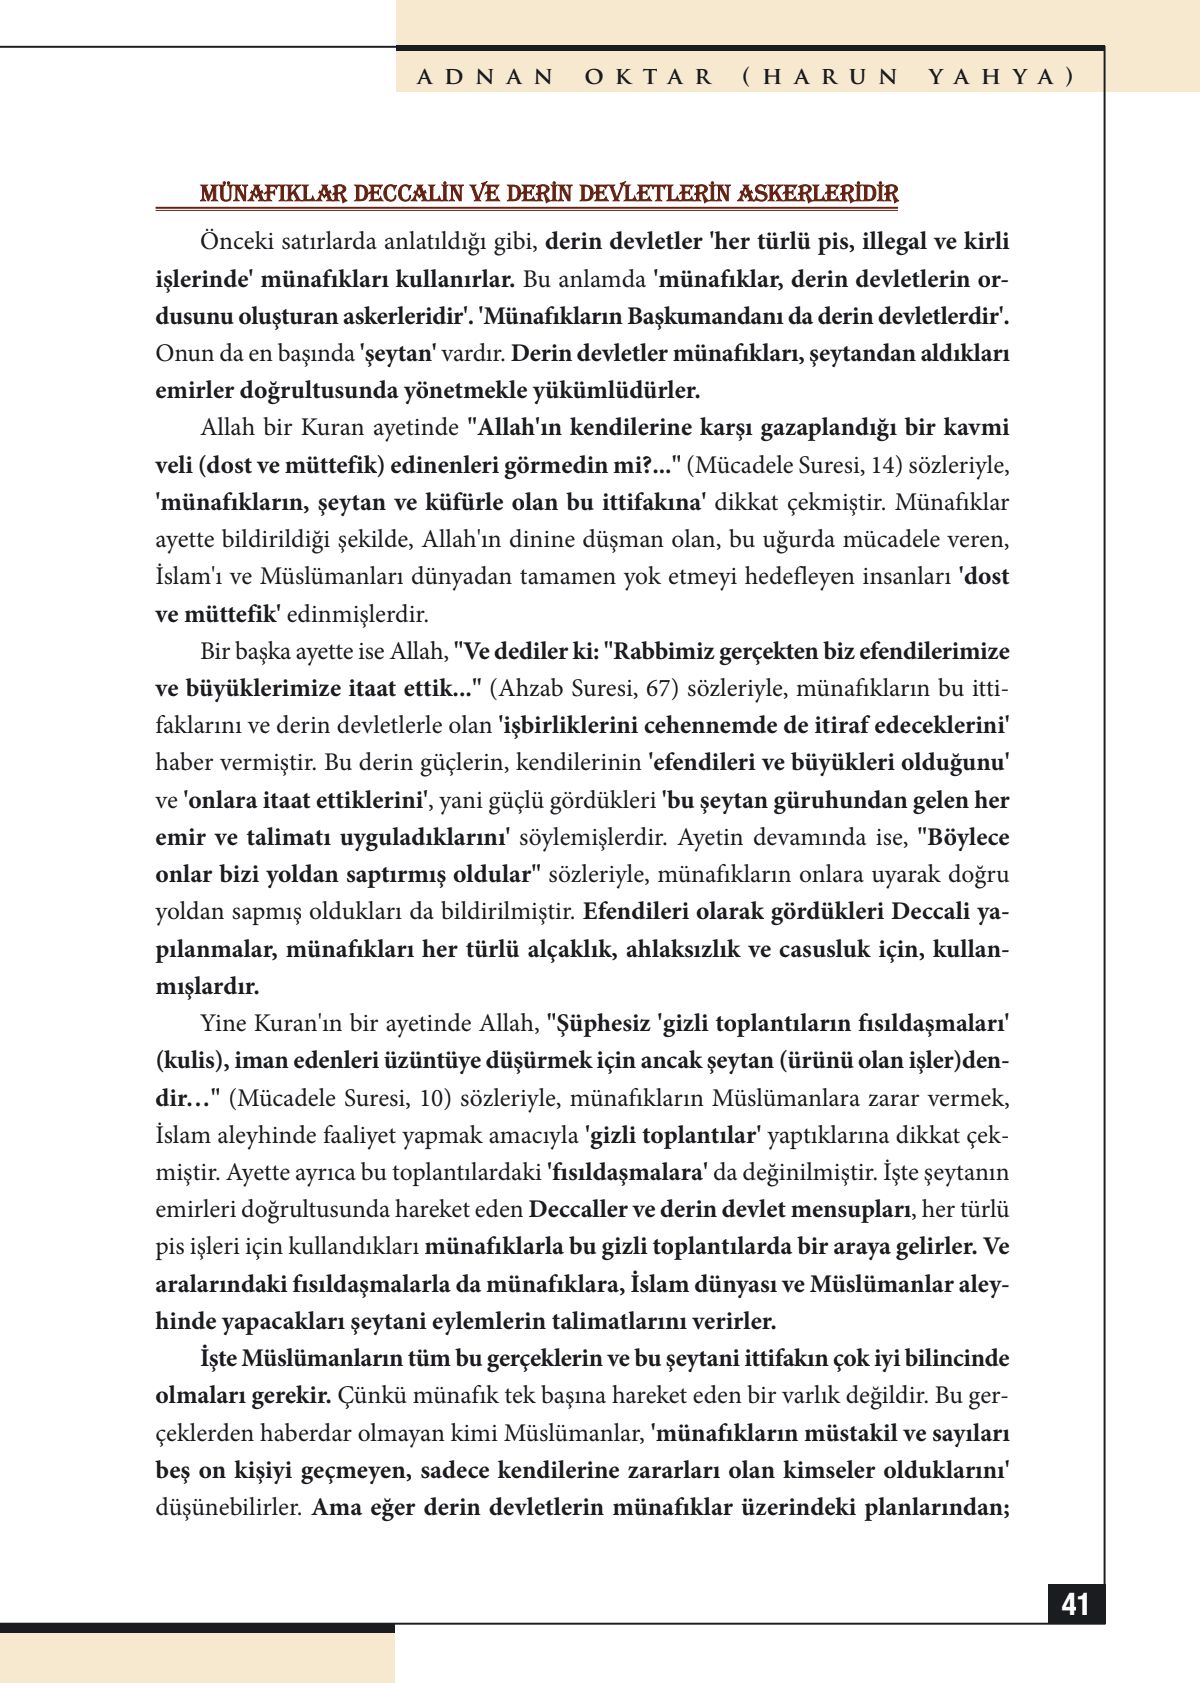 ADNAN OKTAR (HARUN YAHYA)
MÜNAFIKLAR DECCALİN VE DERİN DEVLETLERİN ASKERLERİDİR
Önceki satırlarda anlatıldığı gibi, derin devletler 'her türlü pis, illegal ve kirli
işlerinde' münafıkları kullanırlar. Bu anlamda 'münafıklar, derin devletlerin or-
dusunu oluşturan askerleridir'. 'Münafıkların Başkumandanı da derin devletlerdir'.
Onun da en başında 'şeytan' vardır. Derin devletler münafıkları, şeytandan aldıkları
emirler doğrultusunda yönetmekle yükümlüdürler.
Allah bir Kuran ayetinde "Allah'ın kendilerine karşı gazaplandığı bir kavmi
veli (dost ve müttefik) edinenleri görmedin mi?..." (Mücadele Suresi, 14) sözleriyle,
'münafıkların, şeytan ve küfürle olan bu ittifakına' dikkat çekmiştir. Münafıklar
ayette bildirildiği şekilde, Allah'ın dinine düşman olan, bu uğurda mücadele veren,
İslam'ı ve Müslümanları dünyadan tamamen yok etmeyi hedefleyen insanları 'dost
ve müttefik' edinmişlerdir.
Bir başka ayette ise Allah, "Ve dediler ki: "Rabbimiz gerçekten biz efendilerimize
ve büyüklerimize itaat ettik..." (Ahzab Suresi, 67) sözleriyle, münafıkların bu itti-
faklarını ve derin devletlerle olan 'işbirliklerini cehennemde de itiraf edeceklerini'
haber vermiştir. Bu derin güçlerin, kendilerinin 'efendileri ve büyükleri olduğunu'
ve 'onlara itaat ettiklerini', yani güçlü gördükleri 'bu şeytan güruhundan gelen her
emir ve talimatı uyguladıklarını' söylemişlerdir. Ayetin devamında ise, "Böylece
onlar bizi yoldan saptırmış oldular" sözleriyle, münafıkların onlara uyarak doğru
yoldan sapmış oldukları da bildirilmiştir. Efendileri olarak gördükleri Deccali ya-
pılanmalar, münafıkları her türlü alçaklık, ahlaksızlık ve casusluk için, kullan-
mışlardır.
Yine Kuran'ın bir ayetinde Allah, "Şüphesiz 'gizli toplantıların fısıldaşmaları'
(kulis), iman edenleri üzüntüye düşürmek için ancak şeytan (ürünü olan işler)den-
dir…" (Mücadele Suresi, 10) sözleriyle, münafıkların Müslümanlara zarar vermek,
İslam aleyhinde faaliyet yapmak amacıyla 'gizli toplantılar' yaptıklarına dikkat çek-
miştir. Ayette ayrıca bu toplantılardaki 'fısıldaşmalara' da değinilmiştir. İşte şeytanın
emirleri doğrultusunda hareket eden Deccaller ve derin devlet mensupları, her türlü
pis işleri için kullandıkları münafıklarla bu gizli toplantılarda bir araya gelirler. Ve
aralarındaki fısıldaşmalarla da münafıklara, İslam dünyası ve Müslümanlar aley-
hinde yapacakları şeytani eylemlerin talimatlarını verirler.
İşte Müslümanların tüm bu gerçeklerin ve bu şeytani ittifakın çok iyi bilincinde
olmaları gerekir. Çünkü münafık tek başına hareket eden bir varlık değildir. Bu ger-
çeklerden haberdar olmayan kimi Müslümanlar, 'münafıkların müstakil ve sayıları
beş on kişiyi geçmeyen, sadece kendilerine zararları olan kimseler olduklarını'
düşünebilirler. Ama eğer derin devletlerin münafıklar üzerindeki planlarından;
41